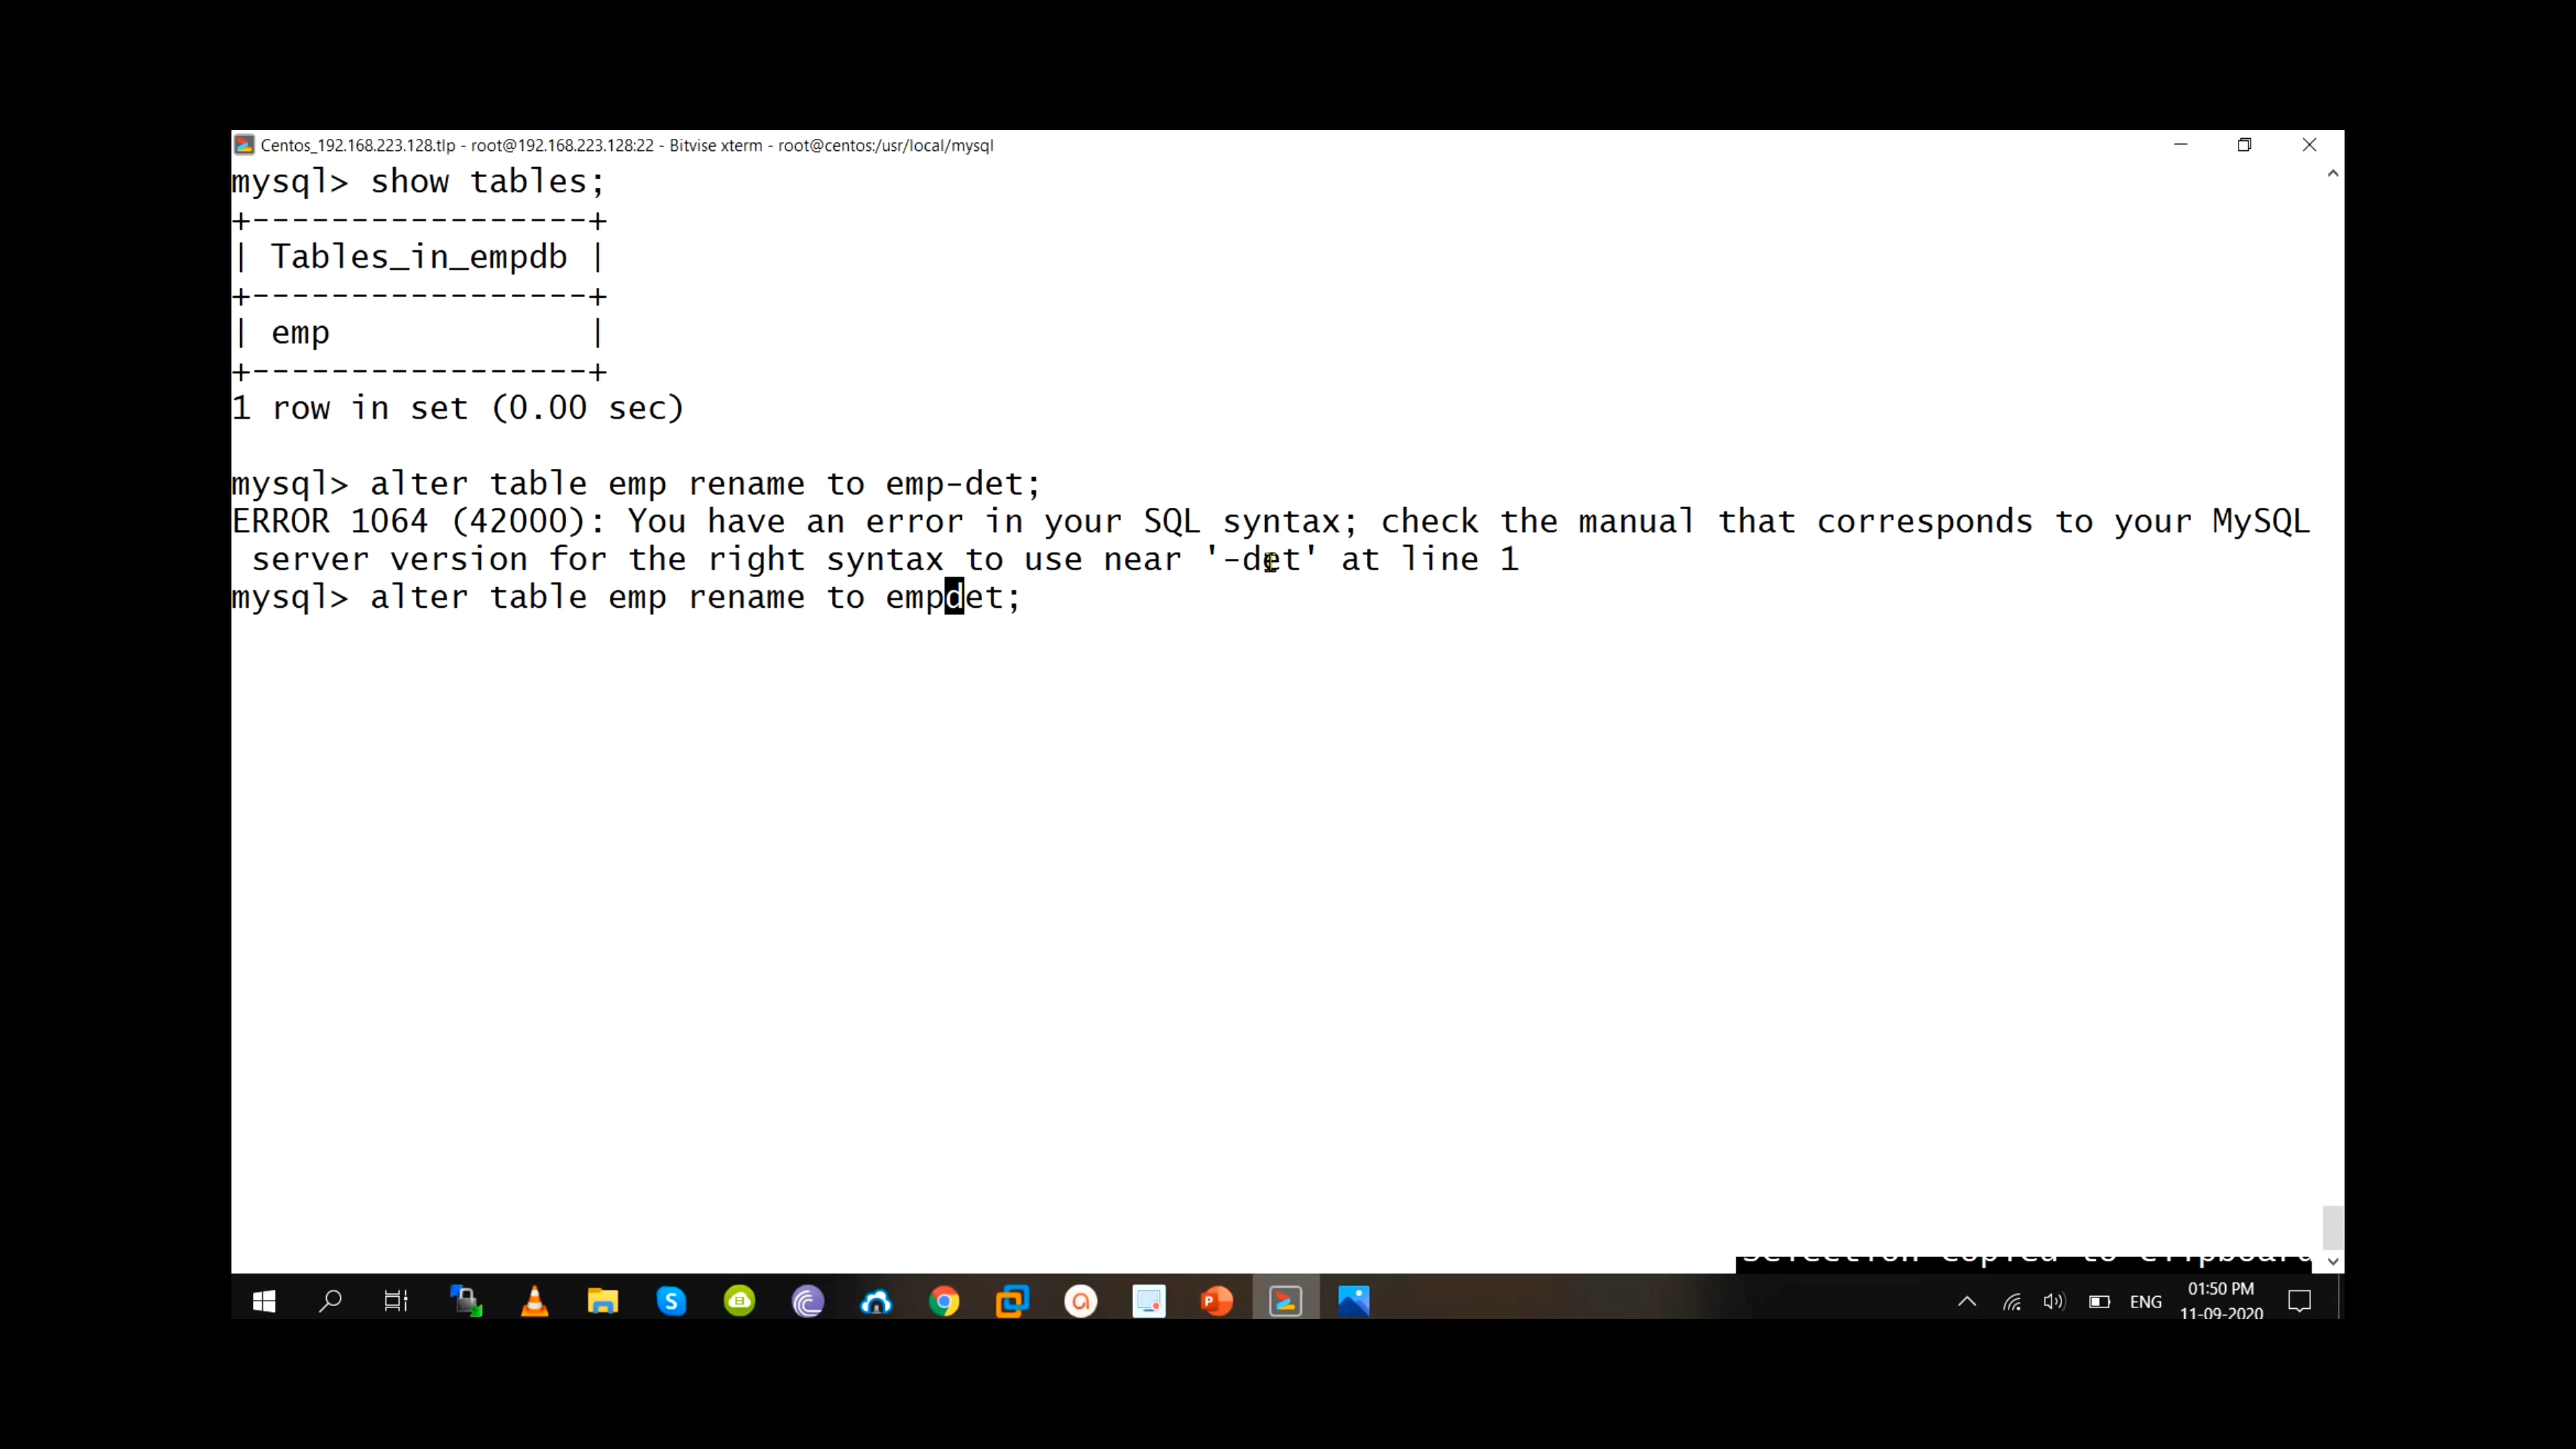 Centos_192.168.223.128.tlp - root@192.168.223.128:22 - Bitvise xterm - root@centos:/usr/local/mysql
mysql> show tables;
+-----------------+
| Tables_in_empdb |
+-----------------+
| emp             |
+-----------------+
1 row in set (0.00 sec)
mysql> alter table emp rename to emp-det;
ERROR 1064 (42000): You have an error in your SQL syntax; check the manual that corresponds to your MySQL
server version for the right syntax to use near '-det' at line 1
mysql> alter table emp rename to empdet;
Selection copied to clipboard
ENG
01:50 PM
11-09-2020